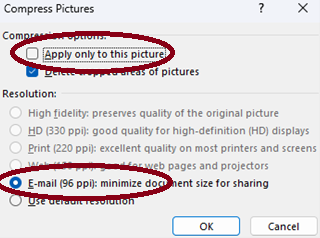 Compress Pictures
Compression options:
Apply only to this picture
Delete cropped areas of pictures
Resolution:
High fidelity: preserves quality of the original picture
HD (330 ppi): good quality for high-definition (HD) displays
Print (220 ppi): excellent quality on most printers and screens
Web (150 ppi): good for web pages and projectors
E-mail (96 ppi): minimize document size for sharing
Use default resolution
OK
Cancel